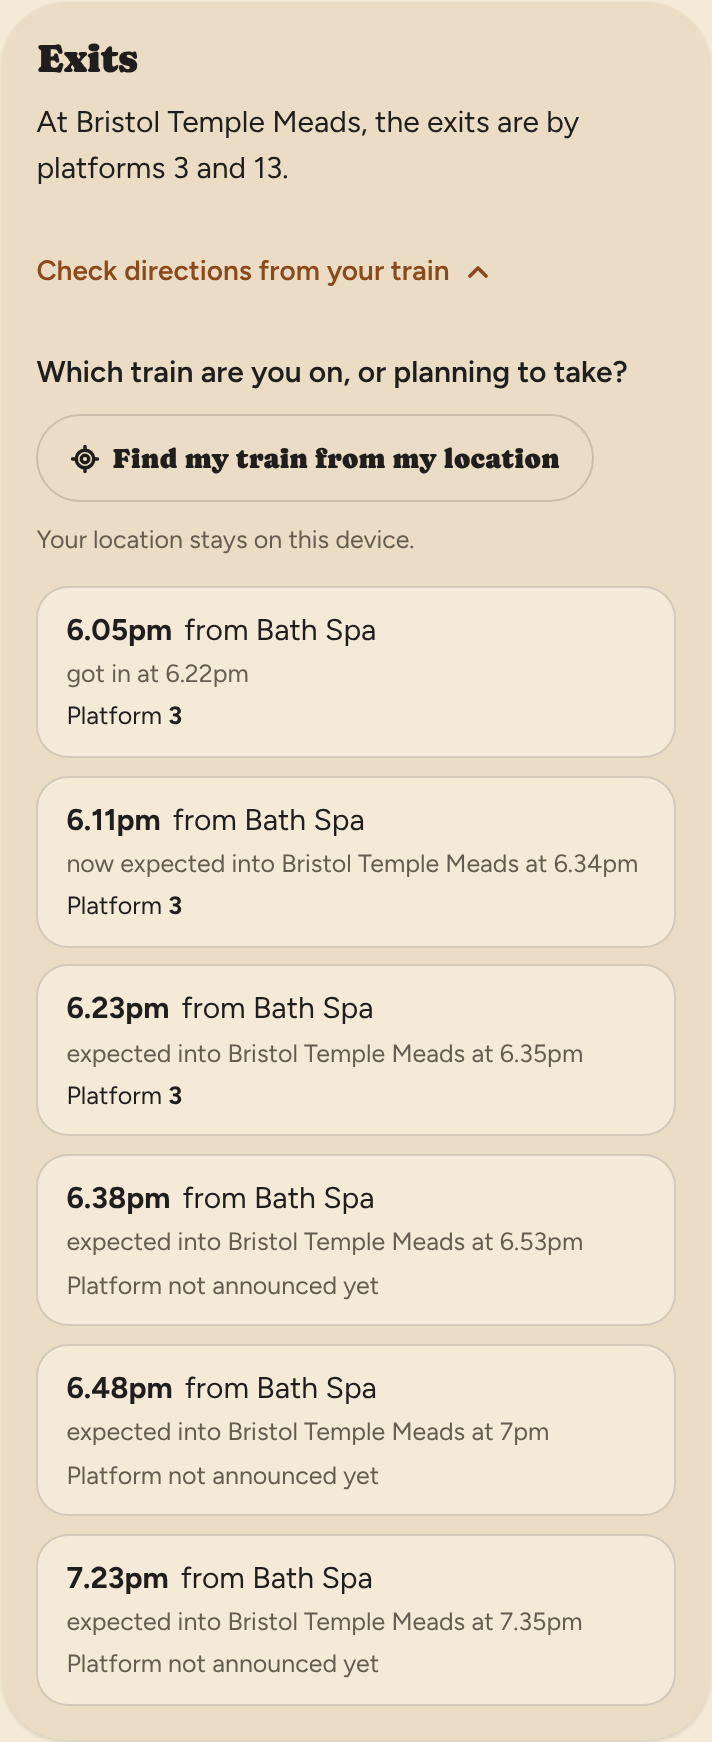 Exits
At Bristol Temple Meads, the exits are by
platforms 3 and 13.
Check directions from your train
Which train are you on, or planning to take?
Find my train from my location
Your location stays on this device.
6.05pm from Bath Spa
got in at 6.22pm
Platform 3
6.11pm from Bath Spa
now expected into Bristol Temple Meads at 6.34pm
Platform 3
6.23pm from Bath Spa
expected into Bristol Temple Meads at 6.35pm
Platform 3
6.38pm from Bath Spa
expected into Bristol Temple Meads at 6.53pm
Platform not announced yet
6.48pm from Bath Spa
expected into Bristol Temple Meads at 7pm
Platform not announced yet
7.23pm from Bath Spa
expected into Bristol Temple Meads at 7.35pm
Platform not announced yet